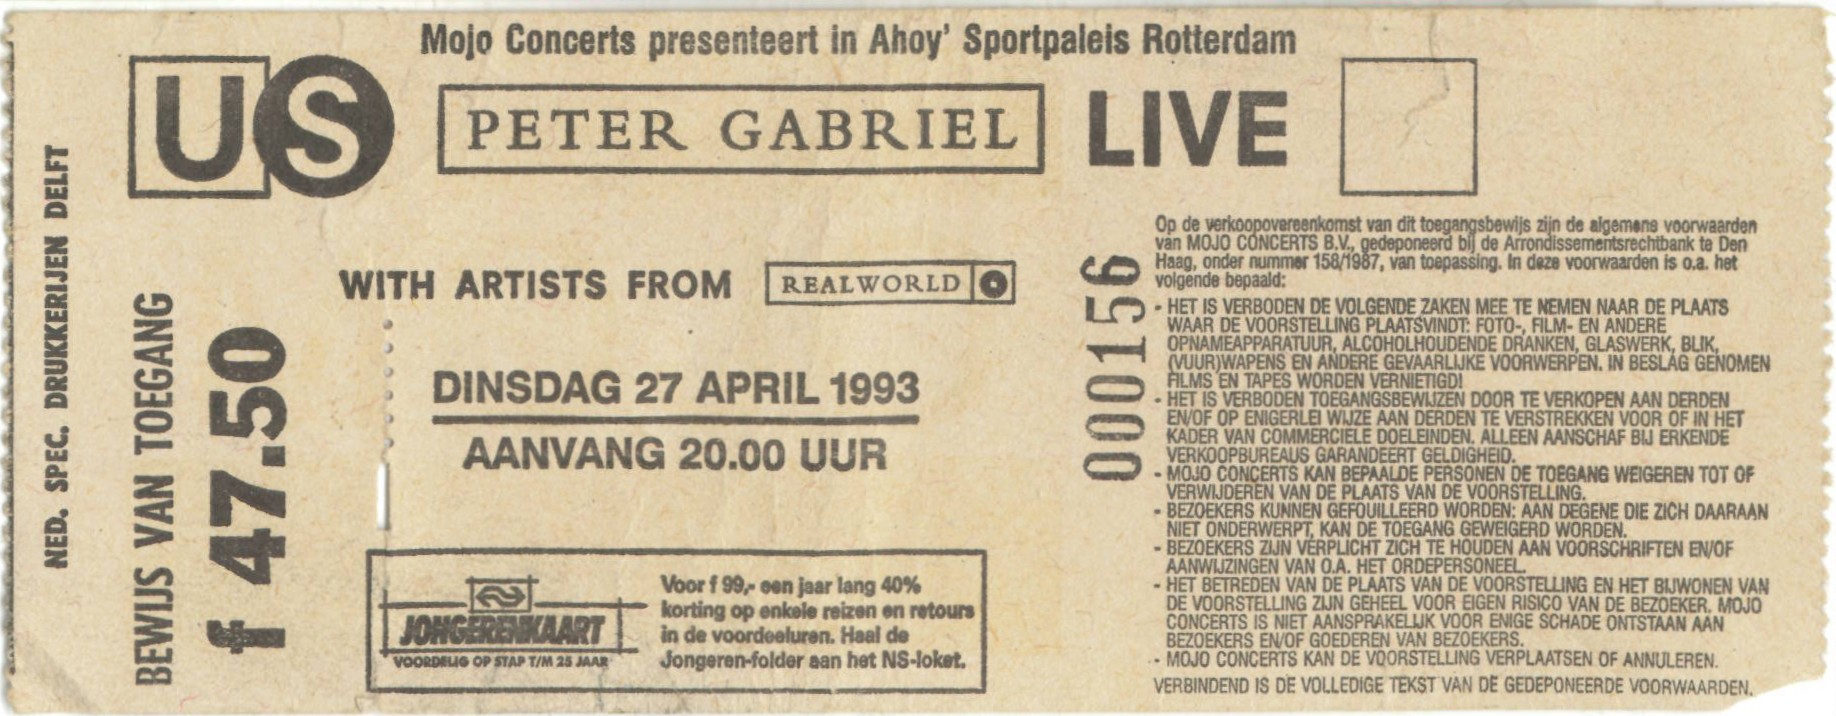 Mojo Concerts presenteert in Ahoy' Sportpaleis Rotterdam
US
PETER GABRIEL
LIVE
WITH ARTISTS FROM REALWORLD
DINSDAG 27 APRIL 1993
AANVANG 20.00 UUR
NED. SPEC. DRUKKERIJEN DELFT
BEWIJS VAN TOEGANG
f 47.50
JONGERENKAART
VOORDELIG OP STAP T/M 25 JAAR
Voor f 99,- een jaar lang 40%
korting op enkele reizen en retours
in de voordeeluren. Haal de
Jongeren-folder aan het NS-loket.
000156
Op de verkoopovereenkomst van dit toegangsbewijs zijn de algemene voorwaarden
van MOJO CONCERTS B.V., gedeponeerd bij de Arrondissementsrechtbank te Den
Haag, onder nummer 158/1987, van toepassing. In deze voorwaarden is o.a. het
volgende bepaald:
- HET IS VERBODEN DE VOLGENDE ZAKEN MEE TE NEMEN NAAR DE PLAATS
WAAR DE VOORSTELLING PLAATSVINDT: FOTO-, FILM- EN ANDERE
OPNAMEAPPARATUUR, ALCOHOLHOUDENDE DRANKEN, GLASWERK, BLIK,
(VUUR)WAPENS EN ANDERE GEVAARLIJKE VOORWERPEN. IN BESLAG GENOMEN
FILMS EN TAPES WORDEN VERNIETIGD!
- HET IS VERBODEN TOEGANGSBEWIJZEN DOOR TE VERKOPEN AAN DERDEN
EN/OF OP ENIGERLEI WIJZE AAN DERDEN TE VERSTREKKEN VOOR OF IN HET
KADER VAN COMMERCIELE DOELEINDEN. ALLEEN AANSCHAF BIJ ERKENDE
VERKOOPBUREAUS GARANDEERT GELDIGHEID.
- MOJO CONCERTS KAN BEPAALDE PERSONEN DE TOEGANG WEIGEREN TOT OF
VERWIJDEREN VAN DE PLAATS VAN DE VOORSTELLING.
- BEZOEKERS KUNNEN GEFOUILLEERD WORDEN: AAN DEGENE DIE ZICH DAARAAN
NIET ONDERWERPT, KAN DE TOEGANG GEWEIGERD WORDEN.
- BEZOEKERS ZIJN VERPLICHT ZICH TE HOUDEN AAN VOORSCHRIFTEN EN/OF
AANWIJZINGEN VAN O.A. HET ORDEPERSONEEL.
- HET BETREDEN VAN DE PLAATS VAN DE VOORSTELLING EN HET BIJWONEN VAN
DE VOORSTELLING ZIJN GEHEEL VOOR EIGEN RISICO VAN DE BEZOEKER. MOJO
CONCERTS IS NIET AANSPRAKELIJK VOOR ENIGE SCHADE ONTSTAAN AAN
BEZOEKERS EN/OF GOEDEREN VAN BEZOEKERS.
- MOJO CONCERTS KAN DE VOORSTELLING VERPLAATSEN OF ANNULEREN.
VERBINDEND IS DE VOLLEDIGE TEKST VAN DE GEDEPONEERDE VOORWAARDEN.